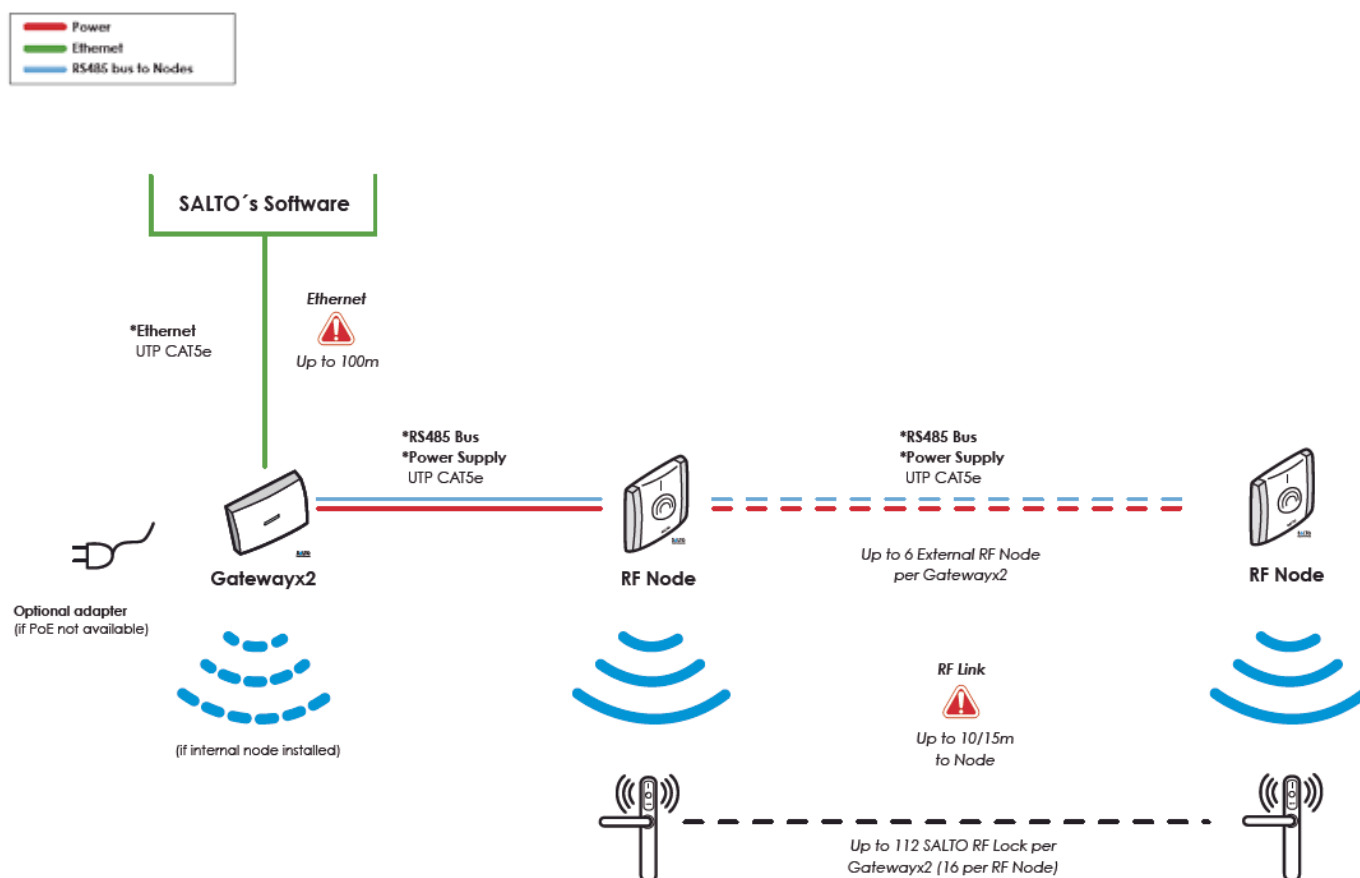 Power
Ethernet
RS485 bus to Nodes
SALTO´s Software
Ethernet
Up to 100m
*Ethernet
UTP CAT5e
*RS485 Bus
*Power Supply
UTP CAT5e
*RS485 Bus
*Power Supply
UTP CAT5e
SALTO
SALTO
SALTO
Gatewayx2
RF Node
Up to 6 External RF Node
per Gatewayx2
RF Node
Optional adapter
(if PoE not available)
(if internal node installed)
RF Link
Up to 10/15m
to Node
Up to 112 SALTO RF Lock per
Gatewayx2 (16 per RF Node)